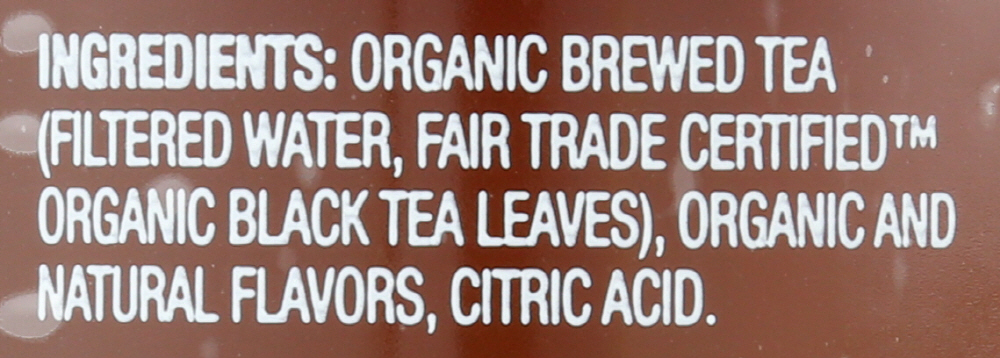 INGREDIENTS: ORGANIC BREWED TEA
(FILTERED WATER, FAIR TRADE CERTIFIED™
ORGANIC BLACK TEA LEAVES), ORGANIC AND
NATURAL FLAVORS, CITRIC ACID.